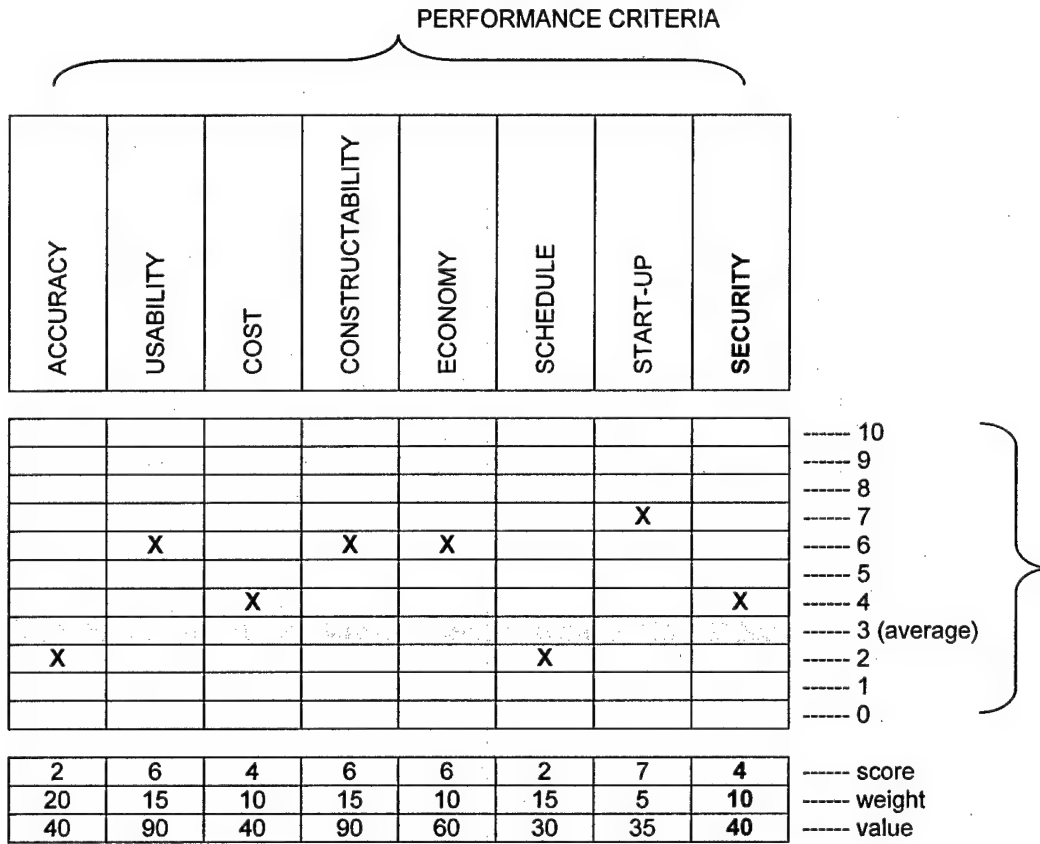 PERFORMANCE CRITERIA
ACCURACY
USABILITY
COST
CONSTRUCTABILITY
ECONOMY
SCHEDULE
START-UP
SECURITY
------ 10
------ 9
------ 8
X ------ 7
X X X ------ 6
------ 5
X X ------ 4
------ 3 (average)
X X ------ 2
------ 1
------ 0
2 6 4 6 6 2 7 4 ------ score
20 15 10 15 10 15 5 10 ------ weight
40 90 40 90 60 30 35 40 ------ value